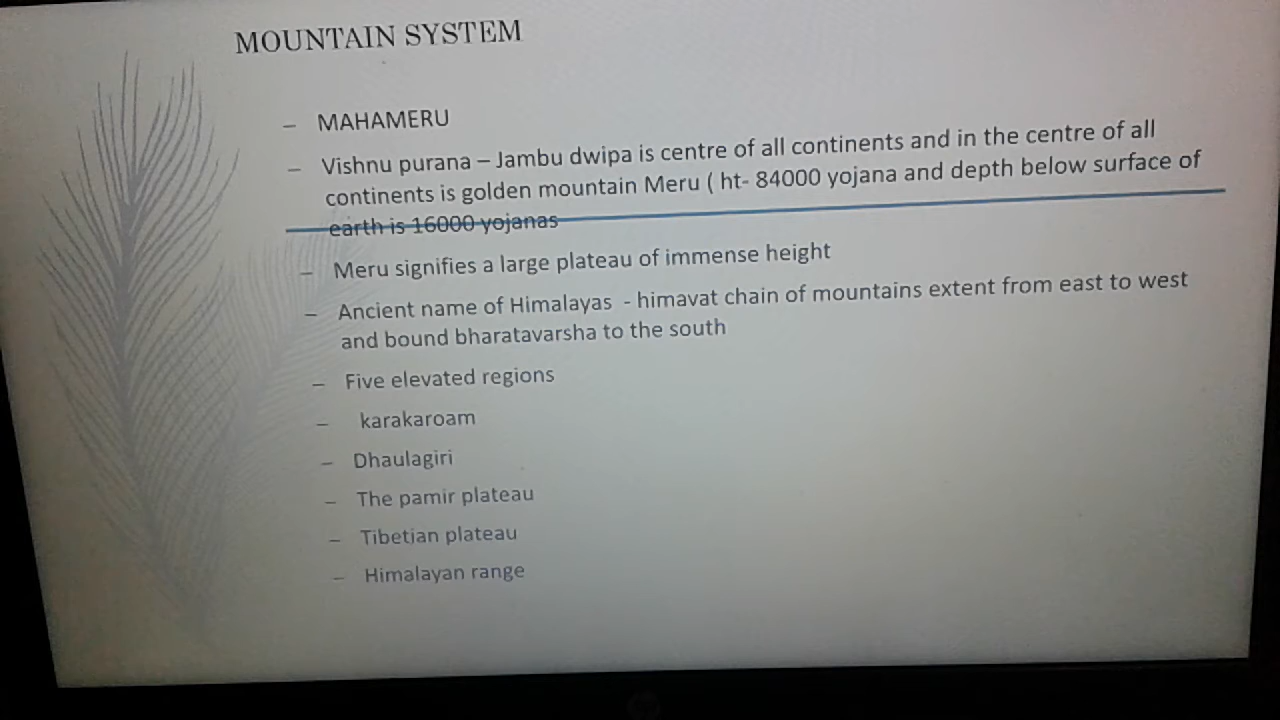 MOUNTAIN SYSTEM
– MAHAMERU
– Vishnu purana – Jambu dwipa is centre of all continents and in the centre of all
continents is golden mountain Meru ( ht- 84000 yojana and depth below surface of
earth is 16000 yojanas
– Meru signifies a large plateau of immense height
– Ancient name of Himalayas - himavat chain of mountains extent from east to west
and bound bharatavarsha to the south
– Five elevated regions
– karakaroam
– Dhaulagiri
– The pamir plateau
– Tibetian plateau
– Himalayan range